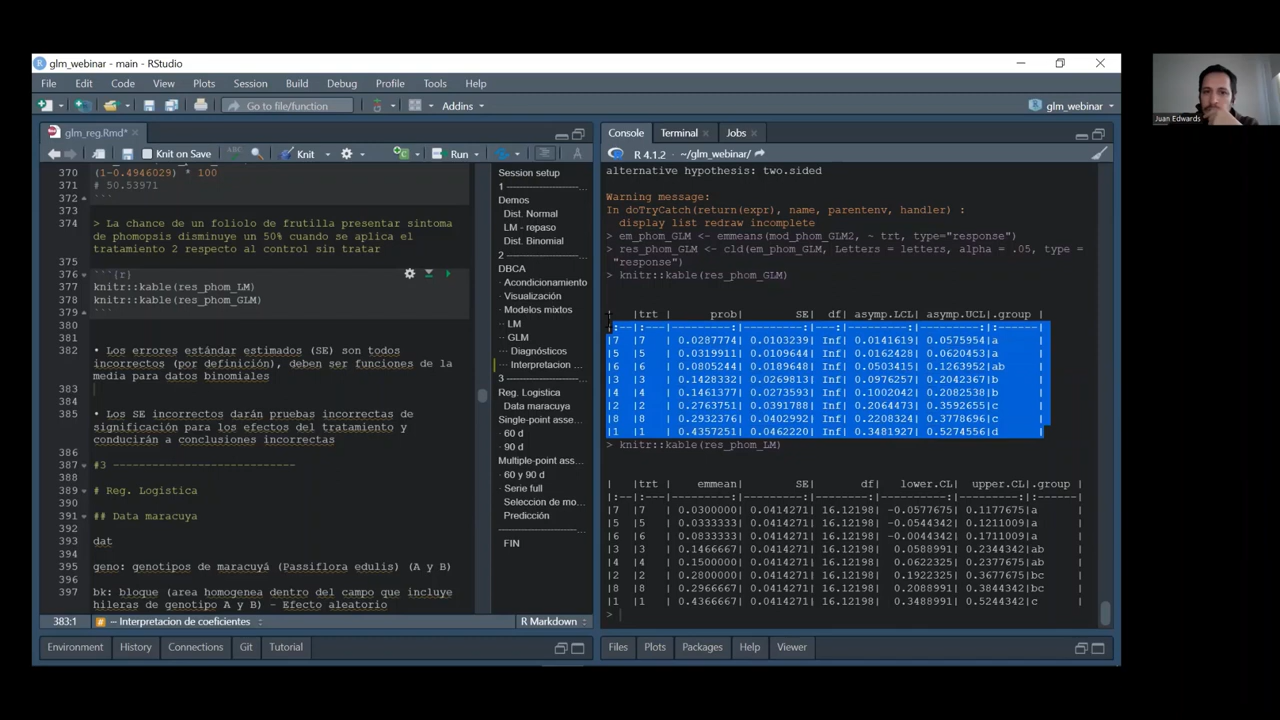 glm_webinar - main - RStudio
File Edit Code View Plots Session Build Debug Profile Tools Help
Go to file/function Addins glm_webinar
glm_reg.Rmd*
Knit on Save Knit Run
370 (1-0.4946029) * 100
371 # 50.53971
372 ```
373
374 > La chance de un foliolo de frutilla presentar sintoma
de phomopsis disminuye un 50% cuando se aplica el
tratamiento 2 respecto al control sin tratar
375
376 ```{r}
377 knitr::kable(res_phom_LM)
378 knitr::kable(res_phom_GLM)
379 ```
380
381
382 • Los errores estándar estimados (SE) son todos
incorrectos (por definición), deben ser funciones de la
media para datos binomiales
383
384
385 • Los SE incorrectos darán pruebas incorrectas de
significación para los efectos del tratamiento y
conducirán a conclusiones incorrectas
386
387 #3 ----------------------------
388
389 # Reg. Logistica
390
391 ## Data maracuya
392
393 dat
394
395 geno: genotipos de maracuyá (Passiflora edulis) (A y B)
396
397 bk: bloque (area homogenea dentro del campo que incluye
hileras de genotipo A y B) - Efecto aleatorio
383:1 -- Interpretacion de coeficientes R Markdown
Session setup
1 ---------------...
Demos
Dist. Normal
LM - repaso
Dist. Binomial
2 ---------------...
DBCA
· Acondicionamiento
· Visualización
· Modelos mixtos
·· LM
·· GLM
··· Diagnósticos
··· Interpretacion ...
3 ---------------...
Reg. Logistica
Data maracuya
Single-point asse...
· 60 d
· 90 d
Multiple-point ass...
· 60 y 90 d
· Serie full
· Seleccion de mo...
· Predicción
FIN
Environment History Connections Git Tutorial
Console Terminal Jobs
R 4.1.2 · ~/glm_webinar/
alternative hypothesis: two.sided
Warning message:
In doTryCatch(return(expr), name, parentenv, handler) :
display list redraw incomplete
> em_phom_GLM <- emmeans(mod_phom_GLM2, ~ trt, type="response")
> res_phom_GLM <- cld(em_phom_GLM, Letters = letters, alpha = .05, type =
"response")
> knitr::kable(res_phom_GLM)
| |trt | prob| SE| df| asymp.LCL| asymp.UCL|.group |
|:--|:---|---------:|---------:|---:|---------:|---------:|:------|
|7 |7 | 0.0287774| 0.0103239| Inf| 0.0141619| 0.0575954|a |
|5 |5 | 0.0319911| 0.0109644| Inf| 0.0162428| 0.0620453|a |
|6 |6 | 0.0805244| 0.0189648| Inf| 0.0503415| 0.1263952|ab |
|3 |3 | 0.1428332| 0.0269813| Inf| 0.0976257| 0.2042367|b |
|4 |4 | 0.1461377| 0.0273593| Inf| 0.1002042| 0.2082538|b |
|2 |2 | 0.2763751| 0.0391788| Inf| 0.2064473| 0.3592655|c |
|8 |8 | 0.2932376| 0.0402992| Inf| 0.2208324| 0.3778696|c |
|1 |1 | 0.4357251| 0.0462220| Inf| 0.3481927| 0.5274556|d |
> knitr::kable(res_phom_LM)
| |trt | emmean| SE| df| lower.CL| upper.CL|.group |
|:--|:---|---------:|---------:|--------:|----------:|---------:|:------|
|7 |7 | 0.0300000| 0.0414271| 16.12198| -0.0577675| 0.1177675|a |
|5 |5 | 0.0333333| 0.0414271| 16.12198| -0.0544342| 0.1211009|a |
|6 |6 | 0.0833333| 0.0414271| 16.12198| -0.0044342| 0.1711009|a |
|3 |3 | 0.1466667| 0.0414271| 16.12198| 0.0588991| 0.2344342|ab |
|4 |4 | 0.1500000| 0.0414271| 16.12198| 0.0622325| 0.2377675|ab |
|2 |2 | 0.2800000| 0.0414271| 16.12198| 0.1922325| 0.3677675|bc |
|8 |8 | 0.2966667| 0.0414271| 16.12198| 0.2088991| 0.3844342|bc |
|1 |1 | 0.4366667| 0.0414271| 16.12198| 0.3488991| 0.5244342|c |
>
Files Plots Packages Help Viewer
Juan Edwards